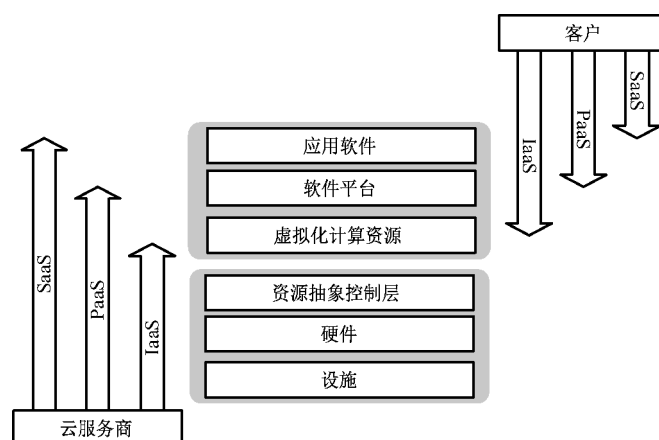 客户
SaaS
PaaS
IaaS
应用软件
软件平台
虚拟化计算资源
资源抽象控制层
硬件
设施
SaaS
PaaS
IaaS
云服务商